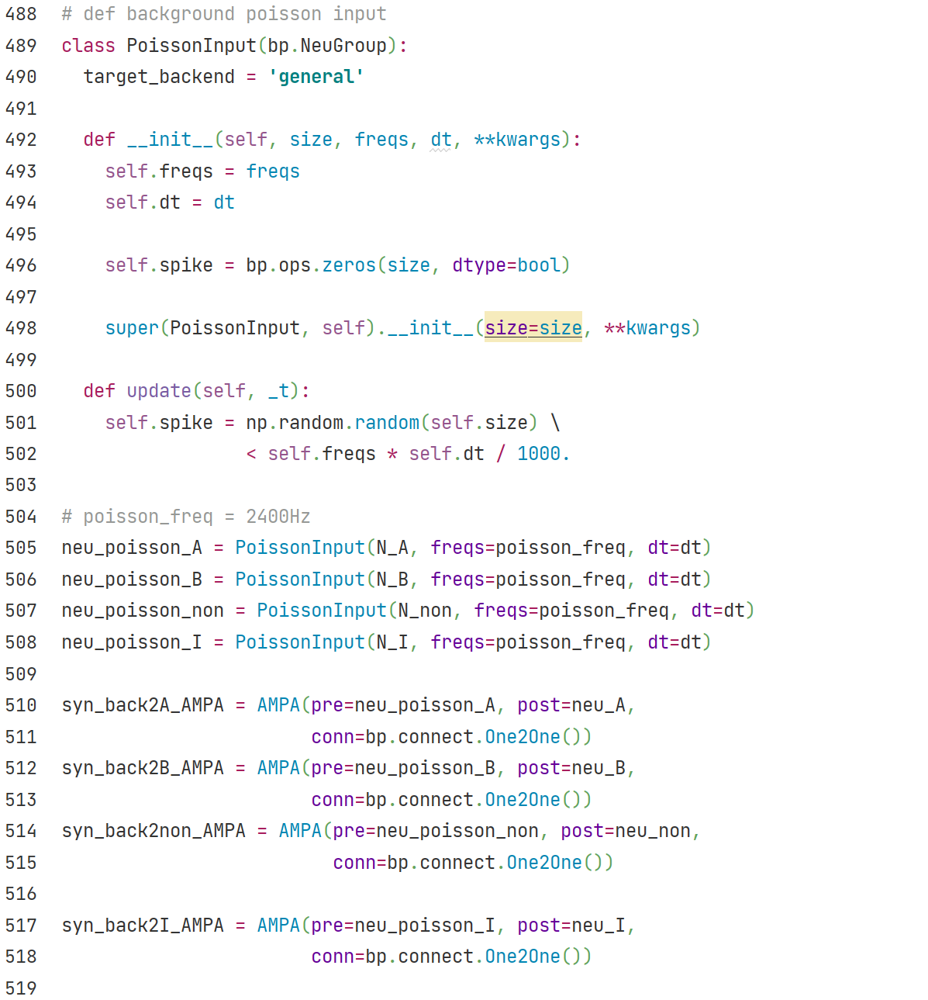 488 # def background poisson input
489 class PoissonInput(bp.NeuGroup):
490   target_backend = 'general'
491
492   def __init__(self, size, freqs, dt, **kwargs):
493     self.freqs = freqs
494     self.dt = dt
495
496     self.spike = bp.ops.zeros(size, dtype=bool)
497
498     super(PoissonInput, self).__init__(size=size, **kwargs)
499
500   def update(self, _t):
501     self.spike = np.random.random(self.size) \
502                  < self.freqs * self.dt / 1000.
503
504 # poisson_freq = 2400Hz
505 neu_poisson_A = PoissonInput(N_A, freqs=poisson_freq, dt=dt)
506 neu_poisson_B = PoissonInput(N_B, freqs=poisson_freq, dt=dt)
507 neu_poisson_non = PoissonInput(N_non, freqs=poisson_freq, dt=dt)
508 neu_poisson_I = PoissonInput(N_I, freqs=poisson_freq, dt=dt)
509
510 syn_back2A_AMPA = AMPA(pre=neu_poisson_A, post=neu_A,
511                        conn=bp.connect.One2One())
512 syn_back2B_AMPA = AMPA(pre=neu_poisson_B, post=neu_B,
513                        conn=bp.connect.One2One())
514 syn_back2non_AMPA = AMPA(pre=neu_poisson_non, post=neu_non,
515                          conn=bp.connect.One2One())
516
517 syn_back2I_AMPA = AMPA(pre=neu_poisson_I, post=neu_I,
518                        conn=bp.connect.One2One())
519